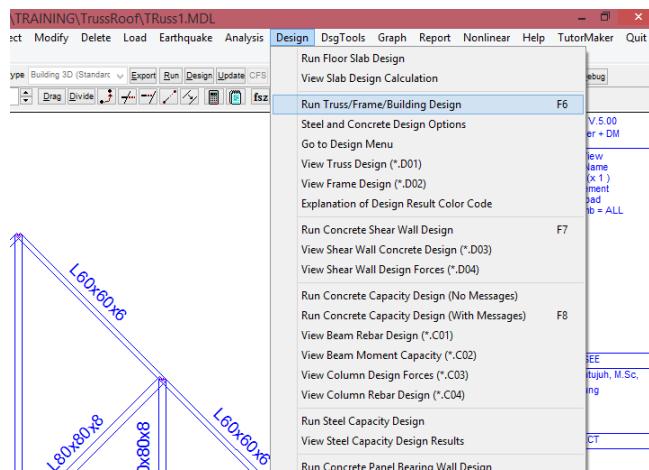 \TRAINING\TrussRoof\TRuss1.MDL
ect Modify Delete Load Earthquake Analysis Design DsgTools Graph Report Nonlinear Help TutorMaker Quit
ype Building 3D (Standarc Export Run Design Update CFS
ebug
Drag Divide fsz
Run Floor Slab Design
View Slab Design Calculation
Run Truss/Frame/Building Design F6
Steel and Concrete Design Options
Go to Design Menu
View Truss Design (*.D01)
View Frame Design (*.D02)
Explanation of Design Result Color Code
Run Concrete Shear Wall Design F7
View Shear Wall Concrete Design (*.D03)
View Shear Wall Design Forces (*.D04)
Run Concrete Capacity Design (No Messages)
Run Concrete Capacity Design (With Messages) F8
View Beam Rebar Design (*.C01)
View Beam Moment Capacity (*.C02)
View Column Design Forces (*.C03)
View Column Rebar Design (*.C04)
Run Steel Capacity Design
View Steel Capacity Design Results
Run Concrete Panel Bearing Wall Design
V.5.00
er + DM
iew
Name
(x 1 )
ment
oad
mb = ALL
SEE
tujuh, M.Sc,
ng
CT
L60x60x6
L60x60x6
L80x80x8
0x80x8